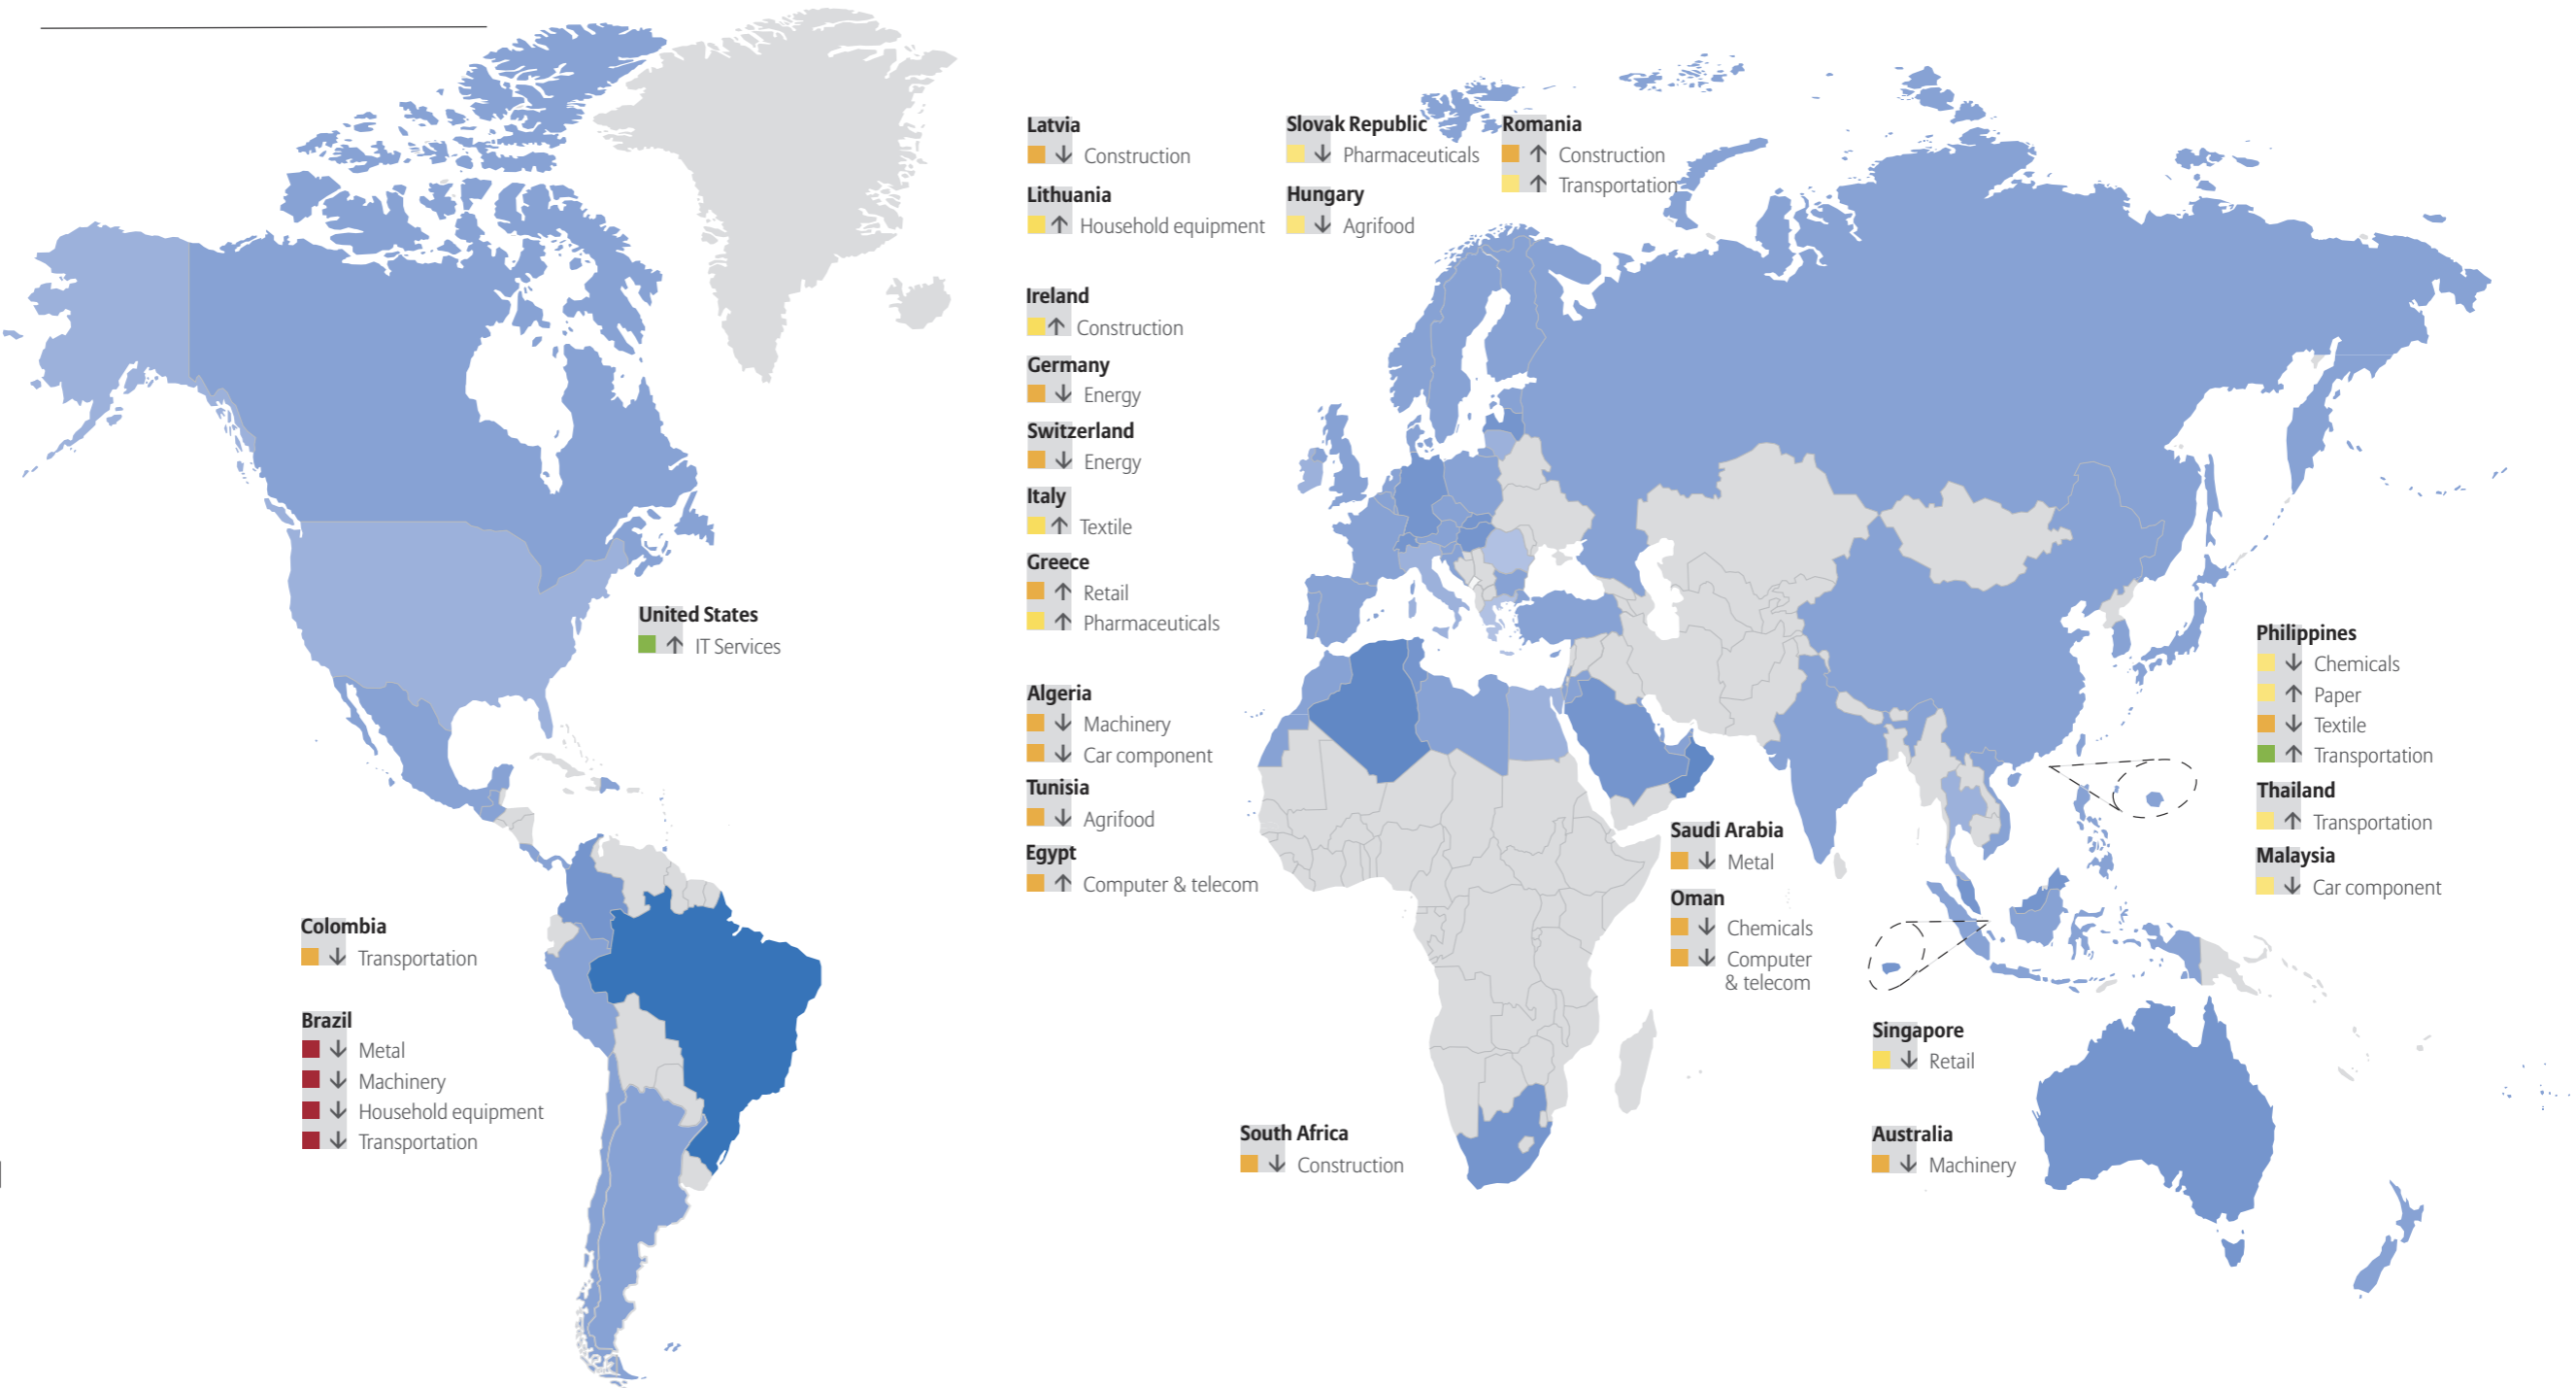 Latvia
↓ Construction
Lithuania
↑ Household equipment
Slovak Republic
↓ Pharmaceuticals
Hungary
↓ Agrifood
Romania
↑ Construction
↑ Transportation
Ireland
↑ Construction
Germany
↓ Energy
Switzerland
↓ Energy
Italy
↑ Textile
Greece
↑ Retail
↑ Pharmaceuticals
United States
↑ IT Services
Algeria
↓ Machinery
↓ Car component
Tunisia
↓ Agrifood
Egypt
↑ Computer & telecom
Philippines
↓ Chemicals
↑ Paper
↓ Textile
↑ Transportation
Thailand
↑ Transportation
Malaysia
↓ Car component
Saudi Arabia
↓ Metal
Oman
↓ Chemicals
↓ Computer
& telecom
Colombia
↓ Transportation
Brazil
↓ Metal
↓ Machinery
↓ Household equipment
↓ Transportation
Singapore
↓ Retail
South Africa
↓ Construction
Australia
↓ Machinery